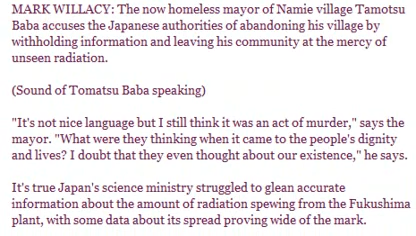 MARK WILLACY: The now homeless mayor of Namie village Tamotsu
Baba accuses the Japanese authorities of abandoning his village by
withholding information and leaving his community at the mercy of
unseen radiation.
(Sound of Tomatsu Baba speaking)
"It's not nice language but I still think it was an act of murder," says the
mayor. "What were they thinking when it came to the people's dignity
and lives? I doubt that they even thought about our existence," he says.
It's true Japan's science ministry struggled to glean accurate
information about the amount of radiation spewing from the Fukushima
plant, with some data about its spread proving wide of the mark.